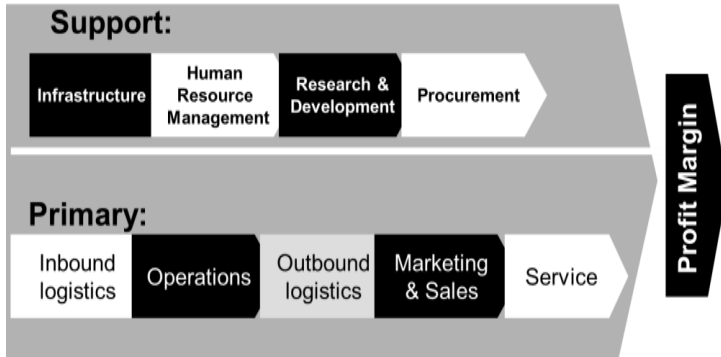 Support:
Infrastructure
Human
Resource
Management
Research &
Development
Procurement
Primary:
Inbound
logistics
Operations
Outbound
logistics
Marketing
& Sales
Service
Profit Margin